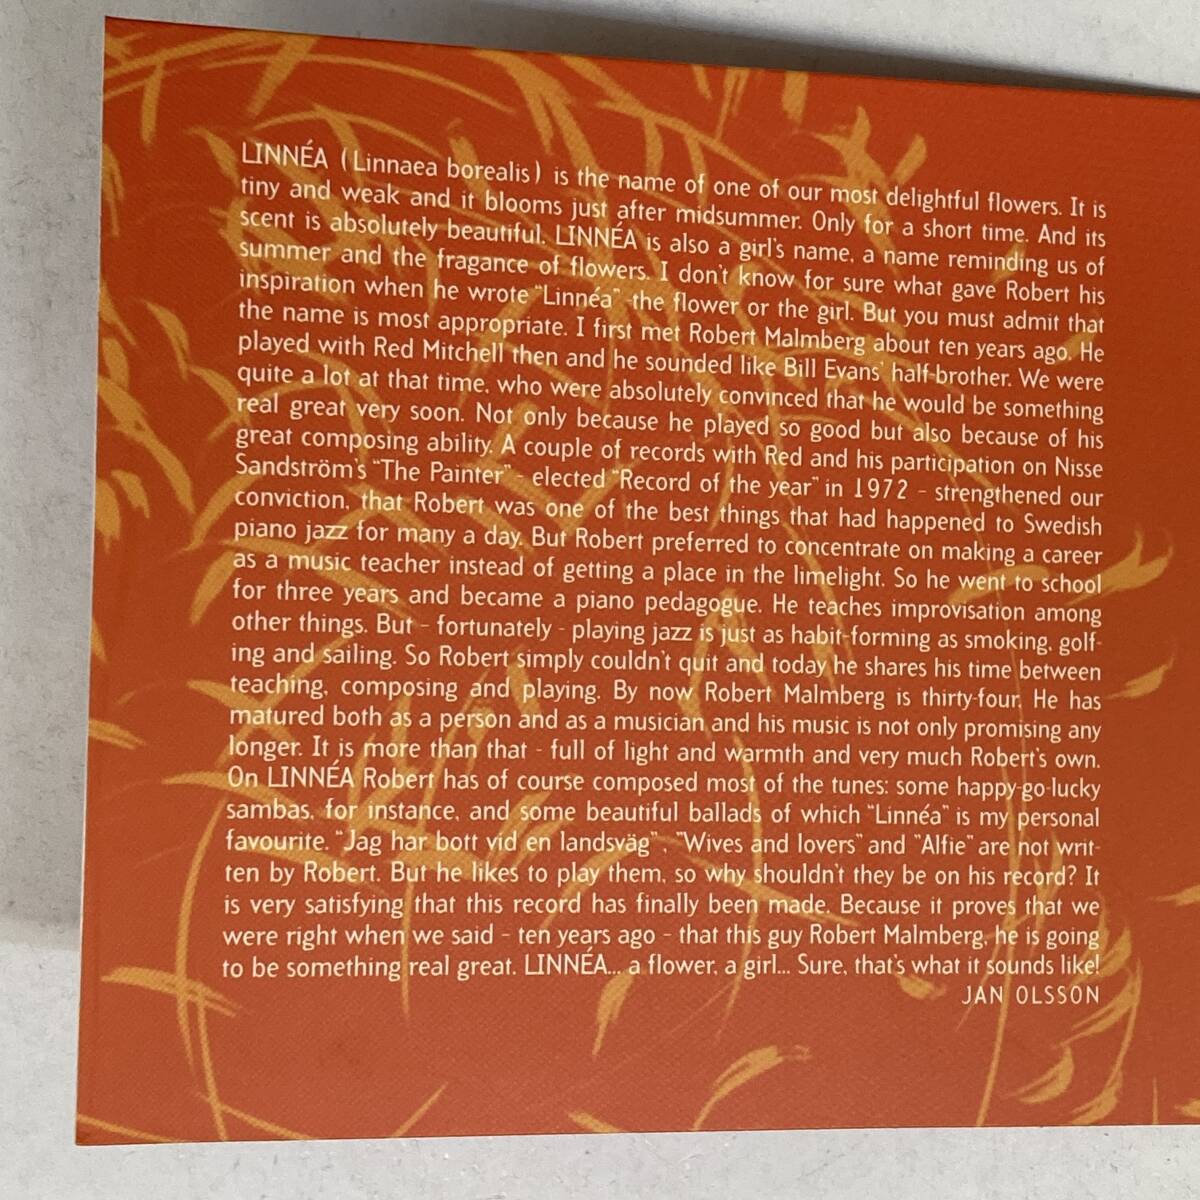 LINNÉA (Linnaea borealis) is the name of one of our most delightful flowers. It is
tiny and weak and it blooms just after midsummer. Only for a short time. And its
scent is absolutely beautiful. LINNÉA is also a girl's name, a name reminding us of
summer and the fragance of flowers. I don't know for sure what gave Robert his
inspiration when he wrote "Linnéa" -the flower or the girl. But you must admit that
the name is most appropriate. I first met Robert Malmberg about ten years ago. He
played with Red Mitchell then and he sounded like Bill Evans' half-brother. We were
quite a lot at that time, who were absolutely convinced that he would be something
real great very soon. Not only because he played so good but also because of his
great composing ability. A couple of records with Red and his participation on Nisse
Sandström's "The Painter" - elected "Record of the year" in 1972 - strengthened our
conviction, that Robert was one of the best things that had happened to Swedish
piano jazz for many a day. But Robert preferred to concentrate on making a career
as a music teacher instead of getting a place in the limelight. So he went to school
for three years and became a piano pedagogue. He teaches improvisation among
other things. But - fortunately - playing jazz is just as habit-forming as smoking, golf-
ing and sailing. So Robert simply couldn't quit and today he shares his time between
teaching, composing and playing. By now Robert Malmberg is thirty-four. He has
matured both as a person and as a musician and his music is not only promising any
longer. It is more than that - full of light and warmth and very much Robert's own.
On LINNÉA Robert has of course composed most of the tunes: some happy-go-lucky
sambas, for instance, and some beautiful ballads of which "Linnéa" is my personal
favourite. "Jag har bott vid en landsväg", "Wives and lovers" and "Alfie" are not writ-
ten by Robert. But he likes to play them, so why shouldn't they be on his record? It
is very satisfying that this record has finally been made. Because it proves that we
were right when we said - ten years ago - that this guy Robert Malmberg, he is going
to be something real great. LINNÉA... a flower, a girl... Sure, that's what it sounds like!
JAN OLSSON